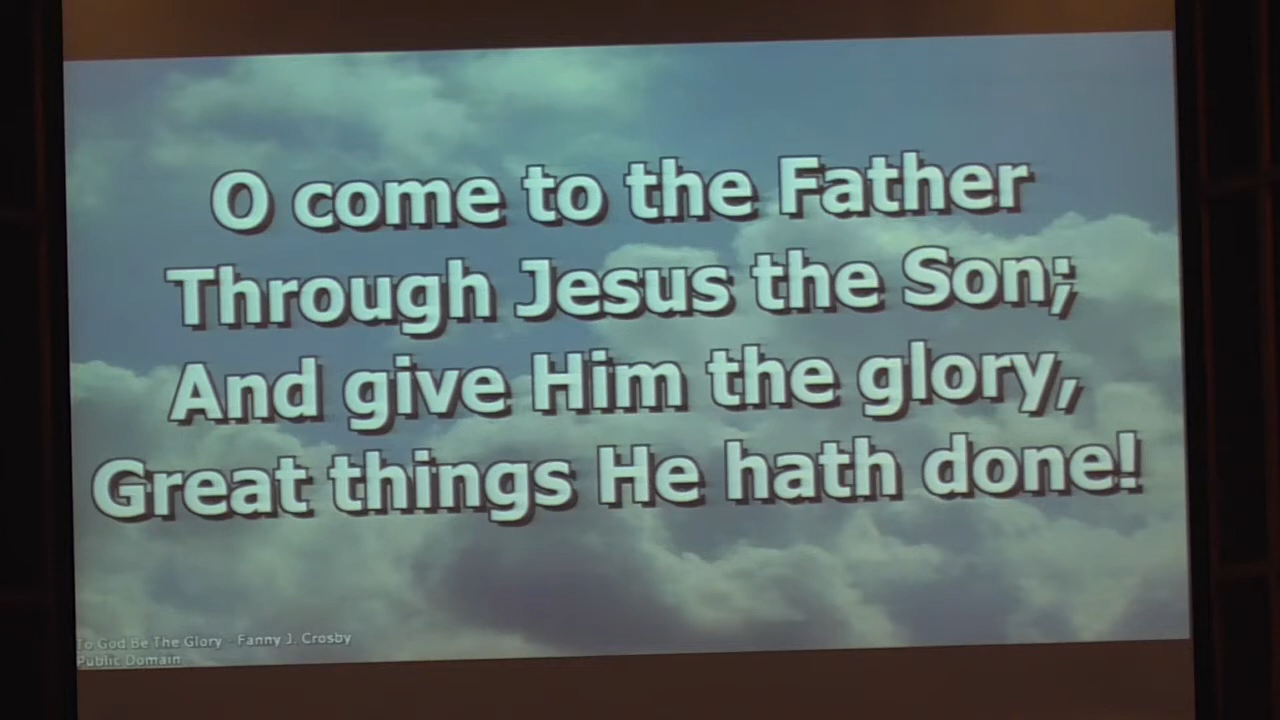 O come to the Father
Through Jesus the Son;
And give Him the glory,
Great things He hath done!
To God Be The Glory - Fanny J. Crosby
Public Domain